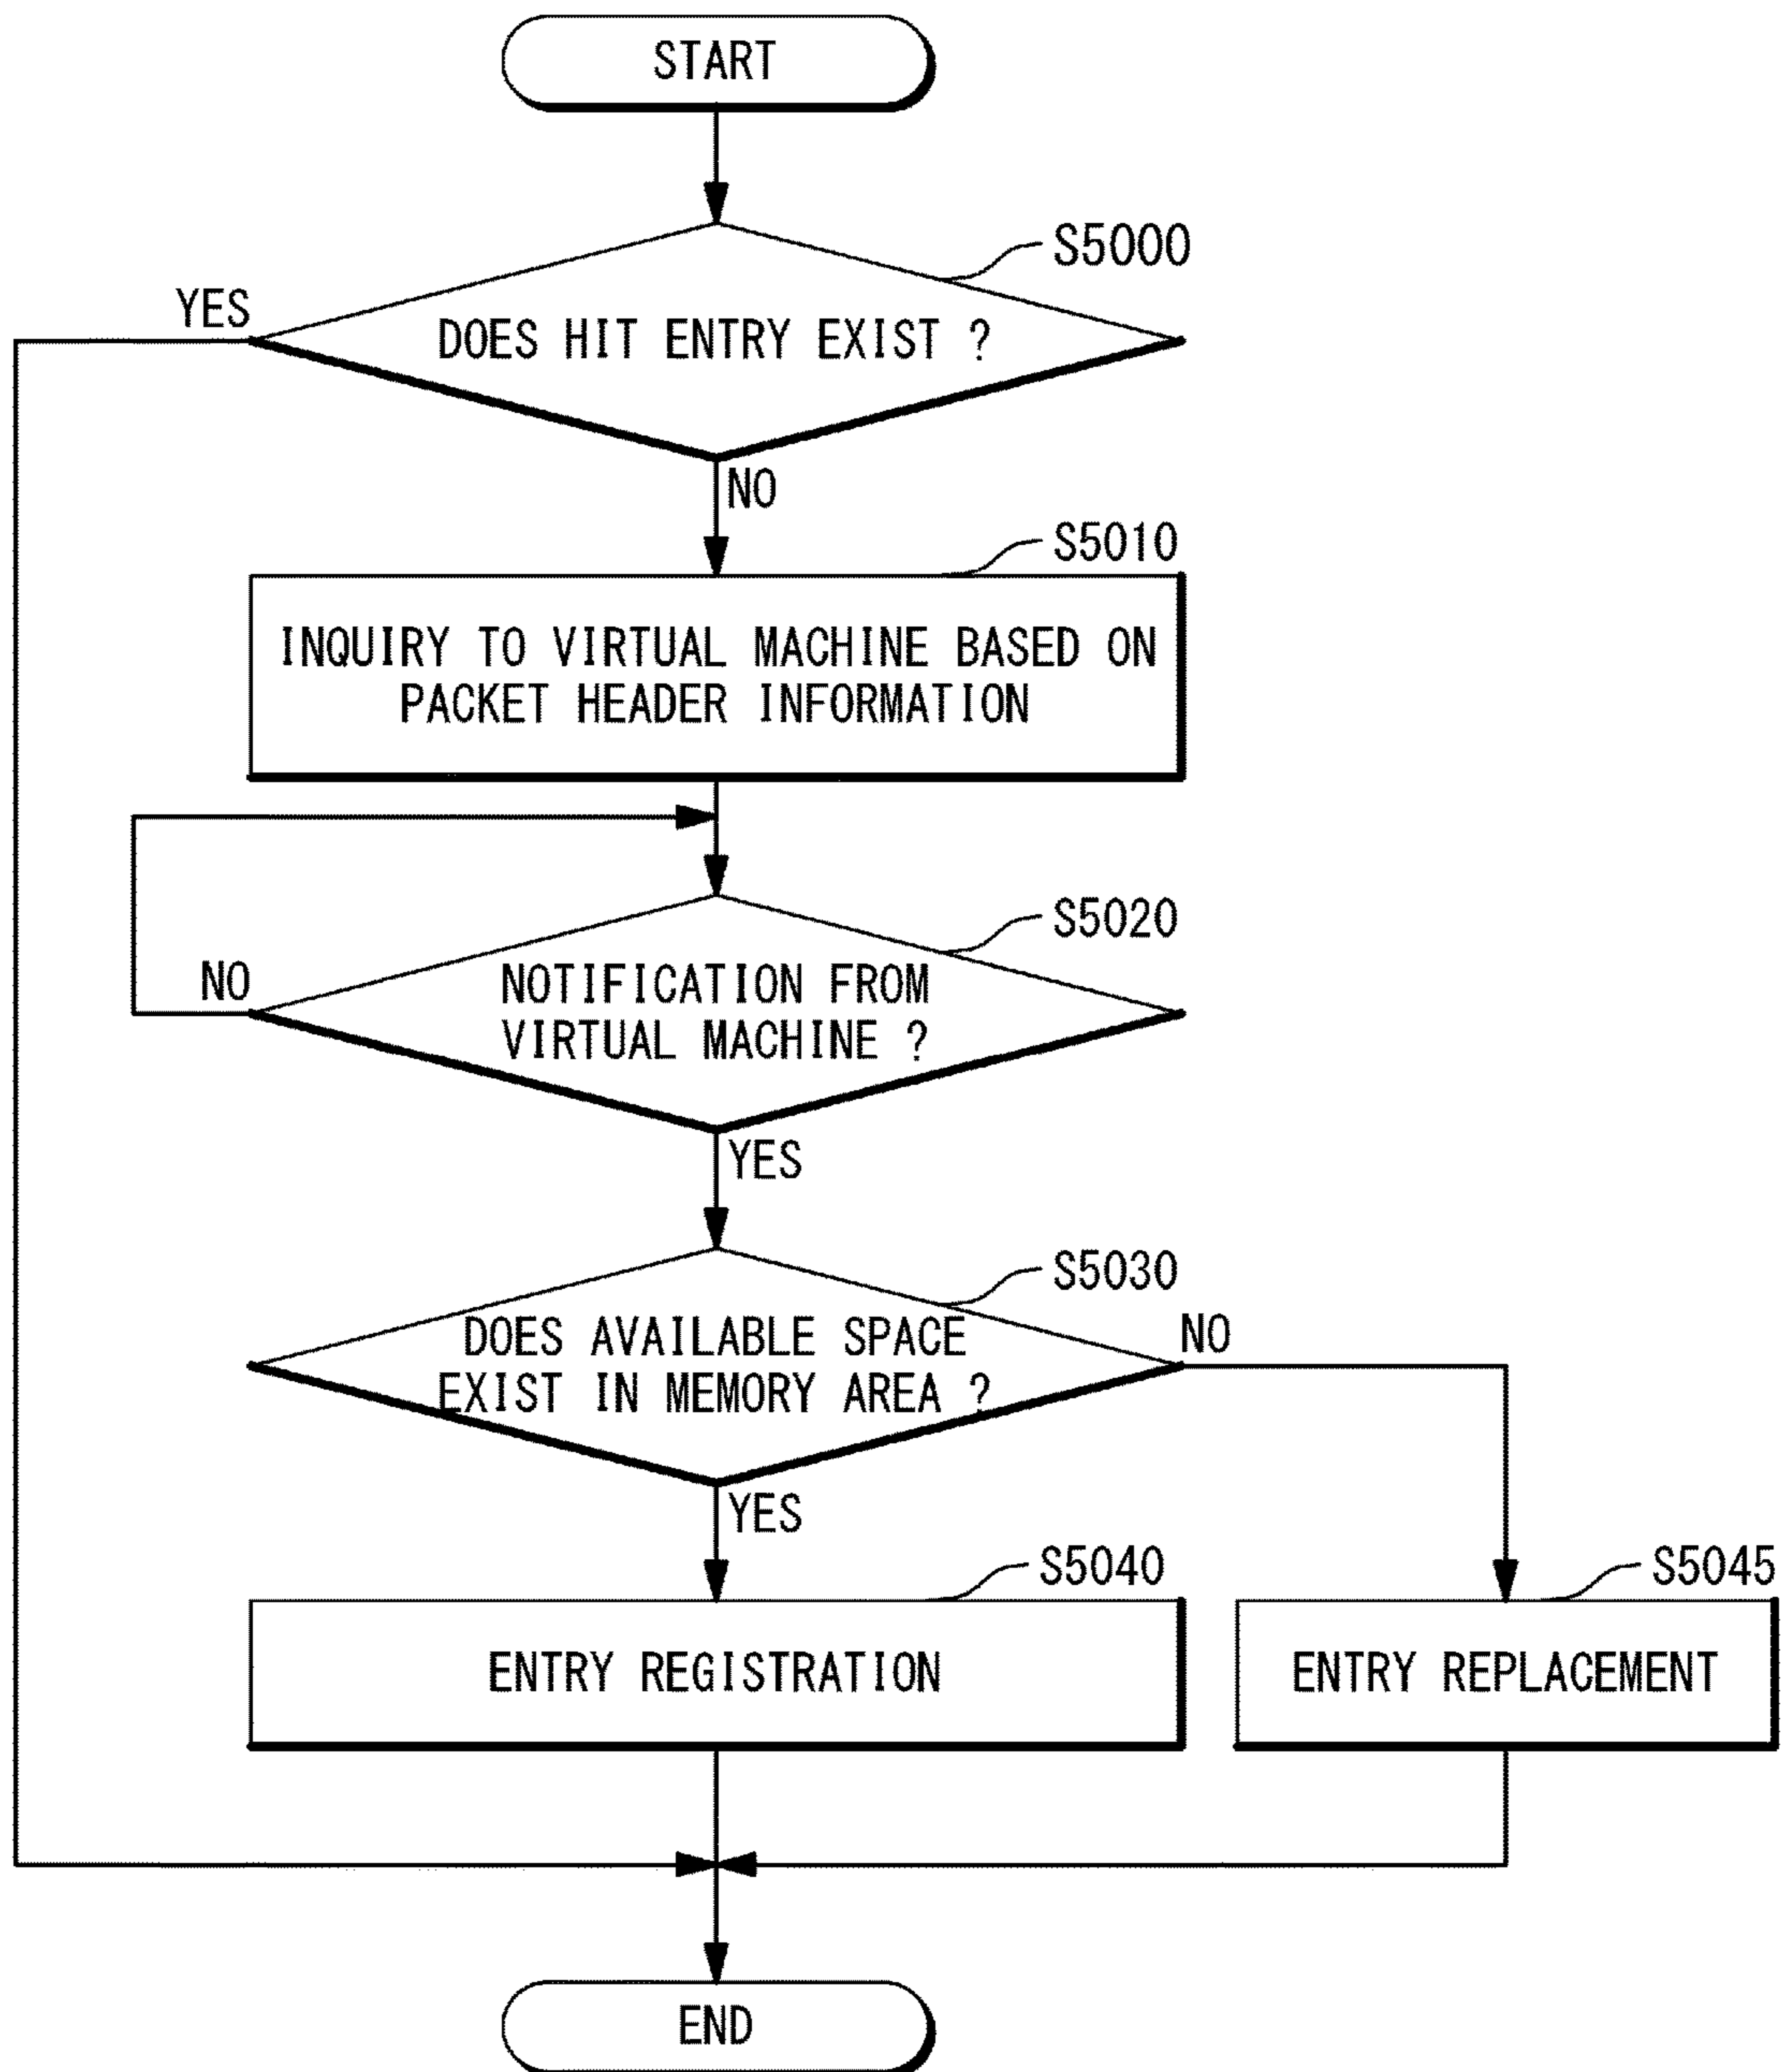 START
S5000
YES
DOES HIT ENTRY EXIST ?
NO
S5010
INQUIRY TO VIRTUAL MACHINE BASED ON
PACKET HEADER INFORMATION
S5020
NO
NOTIFICATION FROM
VIRTUAL MACHINE ?
YES
S5030
NO
DOES AVAILABLE SPACE
EXIST IN MEMORY AREA ?
YES
S5040
S5045
ENTRY REGISTRATION
ENTRY REPLACEMENT
END